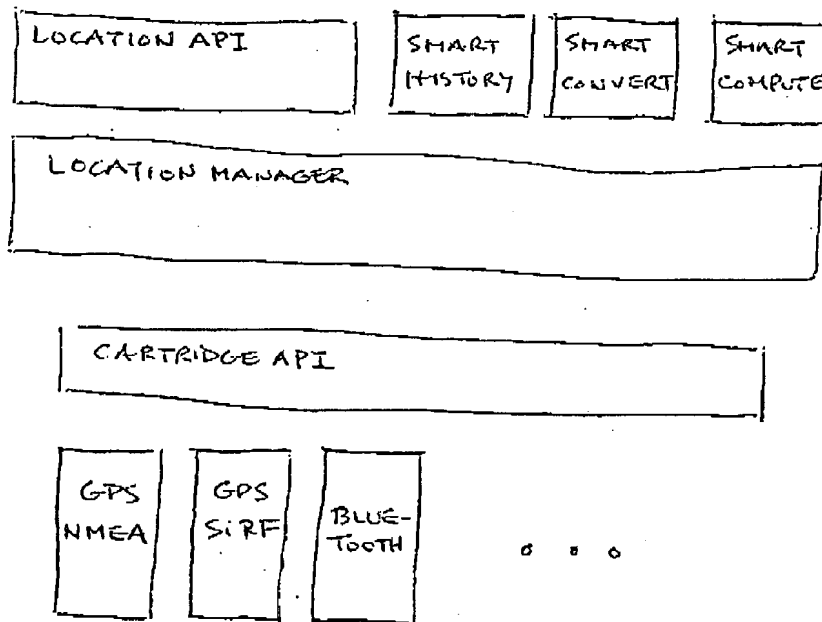 LOCATION API
SMART
HISTORY
SMART
CONVERT
SMART
COMPUTE
LOCATION MANAGER
CARTRIDGE API
GPS
NMEA
GPS
SiRF
BLUE-
TOOTH